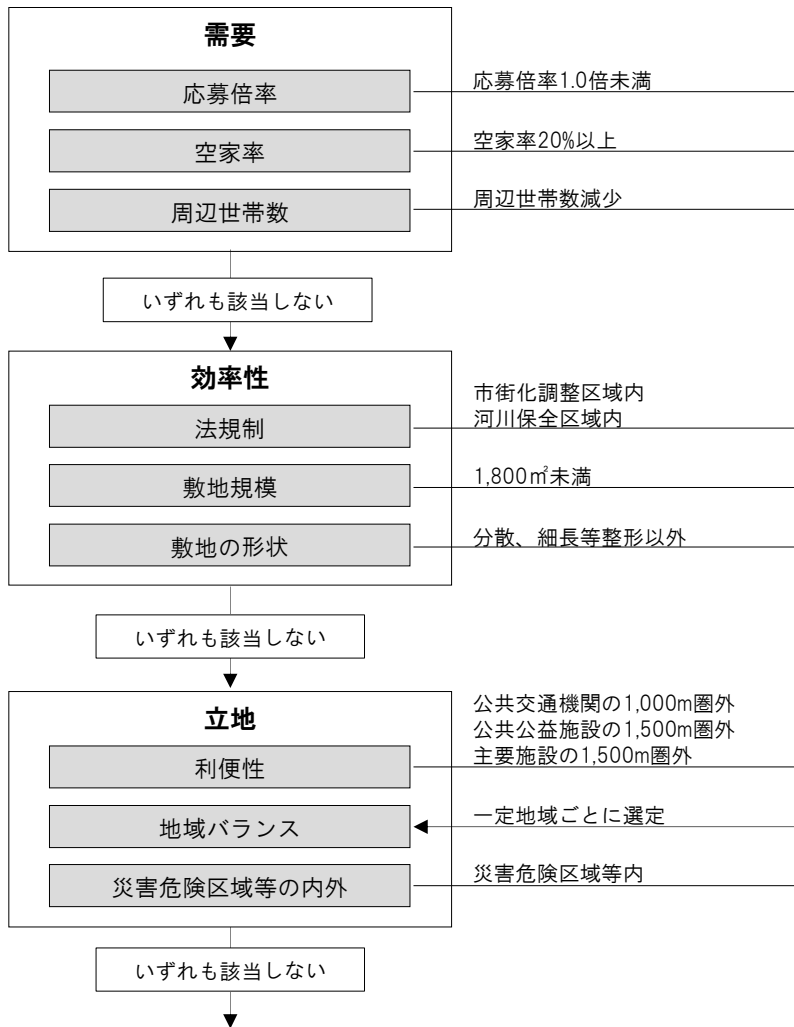 需要
応募倍率
応募倍率1.0倍未満
空家率
空家率20%以上
周辺世帯数
周辺世帯数減少
いずれも該当しない
効率性
法規制
市街化調整区域内
河川保全区域内
敷地規模
1,800㎡未満
敷地の形状
分散、細長等整形以外
いずれも該当しない
立地
利便性
公共交通機関の1,000m圏外
公共公益施設の1,500m圏外
主要施設の1,500m圏外
地域バランス
一定地域ごとに選定
災害危険区域等の内外
災害危険区域等内
いずれも該当しない